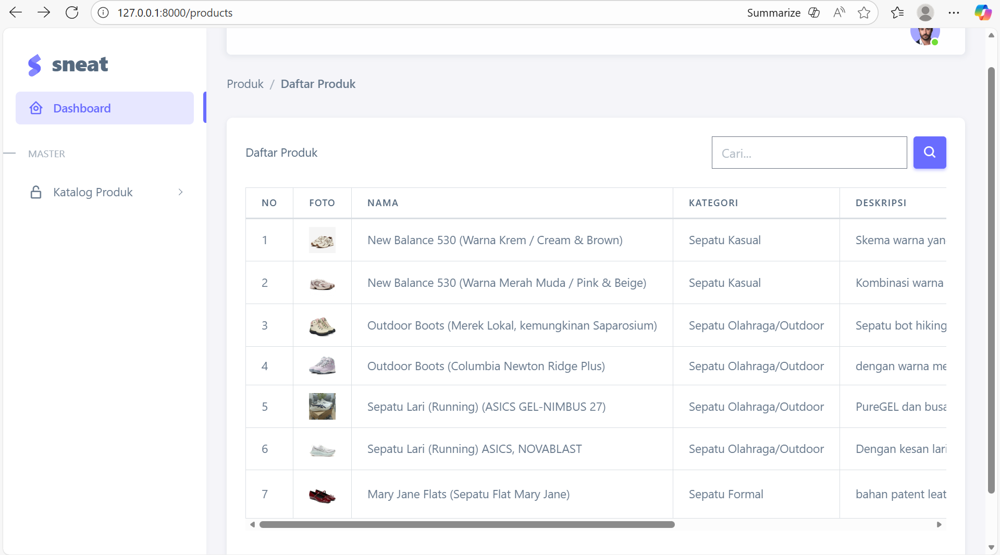 127.0.0.1:8000/products
Summarize
sneat
Dashboard
MASTER
Katalog Produk
Produk / Daftar Produk
Daftar Produk
Cari...
NO FOTO NAMA KATEGORI DESKRIPSI
1 New Balance 530 (Warna Krem / Cream & Brown) Sepatu Kasual Skema warna yan
2 New Balance 530 (Warna Merah Muda / Pink & Beige) Sepatu Kasual Kombinasi warna
3 Outdoor Boots (Merek Lokal, kemungkinan Saparosium) Sepatu Olahraga/Outdoor Sepatu bot hiking
4 Outdoor Boots (Columbia Newton Ridge Plus) Sepatu Olahraga/Outdoor dengan warna me
5 Sepatu Lari (Running) (ASICS GEL-NIMBUS 27) Sepatu Olahraga/Outdoor PureGEL dan busa
6 Sepatu Lari (Running) ASICS, NOVABLAST Sepatu Olahraga/Outdoor Dengan kesan lari
7 Mary Jane Flats (Sepatu Flat Mary Jane) Sepatu Formal bahan patent leat